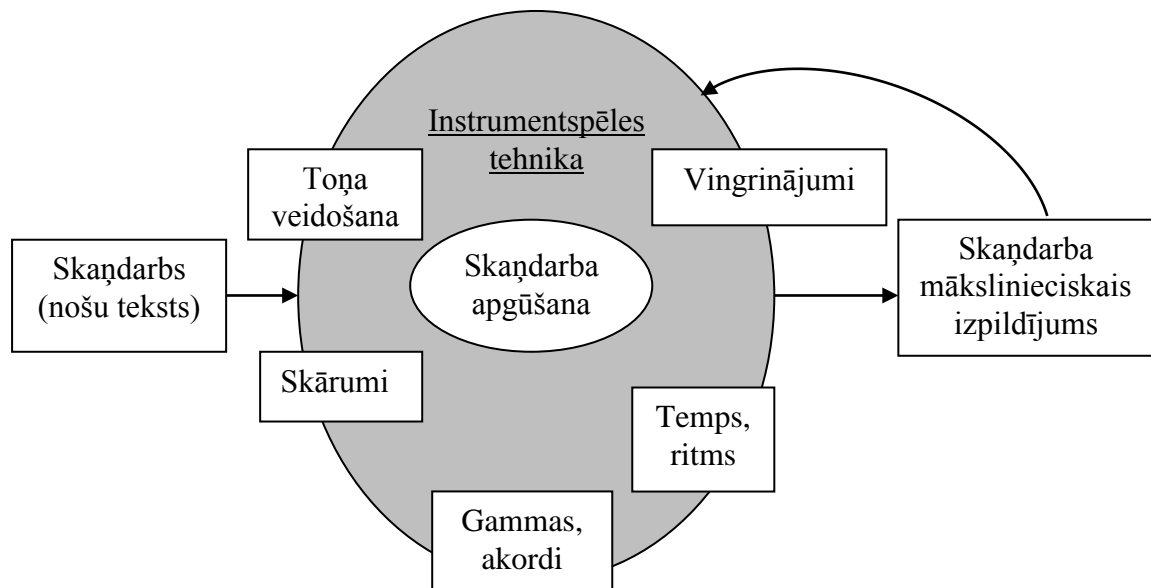 Instrumentspēles
tehnika
Toņa
veidošana
Vingrinājumi
Skaņdarbs
(nošu teksts)
Skaņdarba
apgūšana
Skaņdarba
mākslinieciskais
izpildījums
Skārumi
Temps,
ritms
Gammas,
akordi